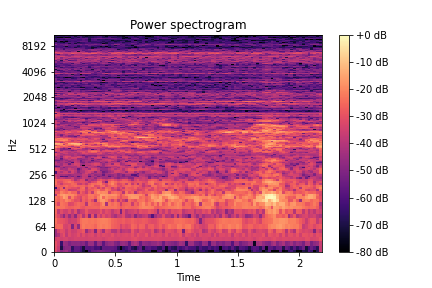 Power spectrogram
Hz
8192
4096
2048
1024
512
256
128
64
0
0
0.5
1
1.5
2
Time
+0 dB
-10 dB
-20 dB
-30 dB
-40 dB
-50 dB
-60 dB
-70 dB
-80 dB